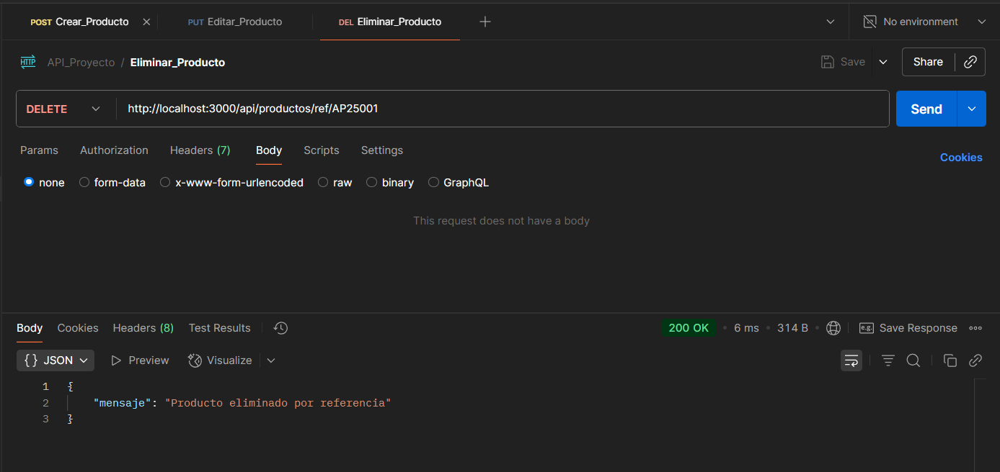 POST Crear_Producto PUT Editar_Producto DEL Eliminar_Producto No environment
HTTP API_Proyecto / Eliminar_Producto Save Share
DELETE http://localhost:3000/api/productos/ref/AP25001 Send
Params Authorization Headers (7) Body Scripts Settings Cookies
none form-data x-www-form-urlencoded raw binary GraphQL
This request does not have a body
Body Cookies Headers (8) Test Results 200 OK • 6 ms • 314 B • e.g. Save Response
{} JSON Preview Visualize
1 {
2 "mensaje": "Producto eliminado por referencia"
3 }